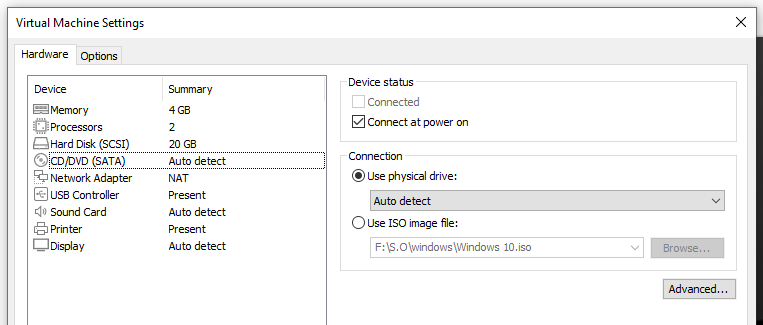 Virtual Machine Settings
Hardware Options
Device Summary
Memory 4 GB
Processors 2
Hard Disk (SCSI) 20 GB
CD/DVD (SATA) Auto detect
Network Adapter NAT
USB Controller Present
Sound Card Auto detect
Printer Present
Display Auto detect
Device status
Connected
Connect at power on
Connection
Use physical drive:
Auto detect
Use ISO image file:
F:\S.O\windows\Windows 10.iso Browse...
Advanced...